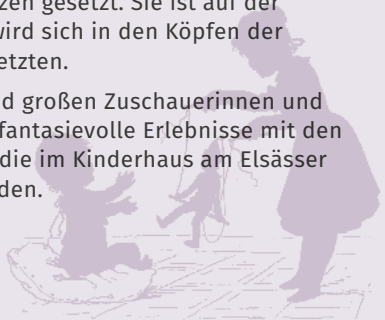 zen gesetzt. Sie ist auf der
wird sich in den Köpfen der
etzten.
d großen Zuschauerinnen und
fantasievolle Erlebnisse mit den
die im Kinderhaus am Elsässer
den.